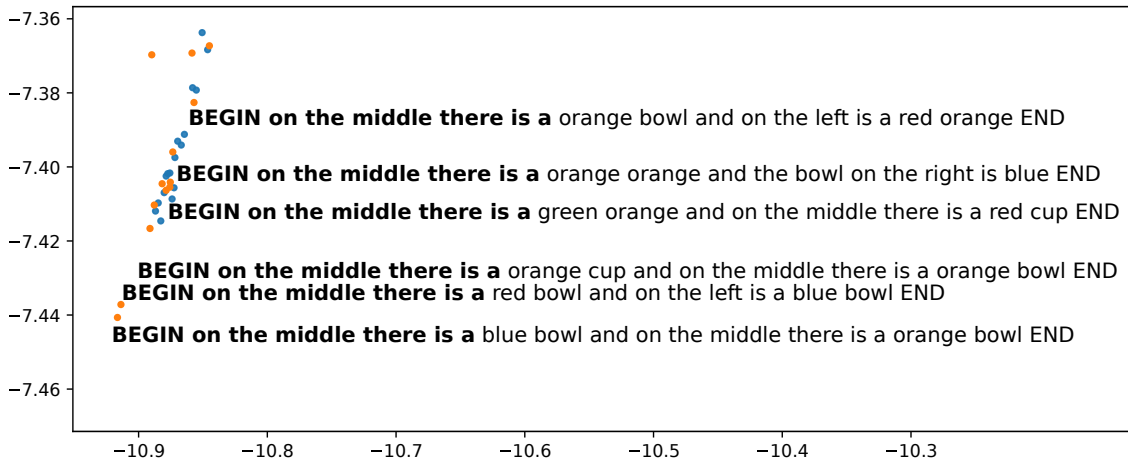 −7.36
−7.38
BEGIN on the middle there is a orange bowl and on the left is a red orange END
−7.40
BEGIN on the middle there is a orange orange and the bowl on the right is blue END
BEGIN on the middle there is a green orange and on the middle there is a red cup END
−7.42
BEGIN on the middle there is a orange cup and on the middle there is a orange bowl END
BEGIN on the middle there is a red bowl and on the left is a blue bowl END
−7.44
BEGIN on the middle there is a blue bowl and on the middle there is a orange bowl END
−7.46
−10.9 −10.8 −10.7 −10.6 −10.5 −10.4 −10.3